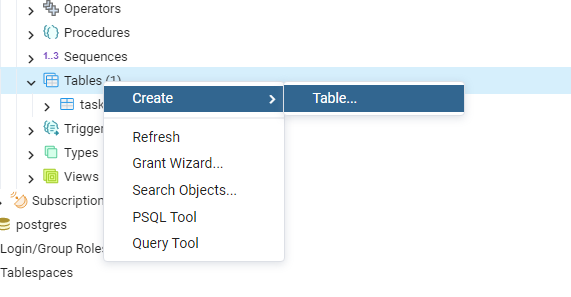 Operators
Procedures
1..3 Sequences
Tables (1)
task
Create
Table...
Trigger
Refresh
Types
Grant Wizard...
Views
Search Objects...
Subscription
PSQL Tool
postgres
Query Tool
Login/Group Roles
Tablespaces